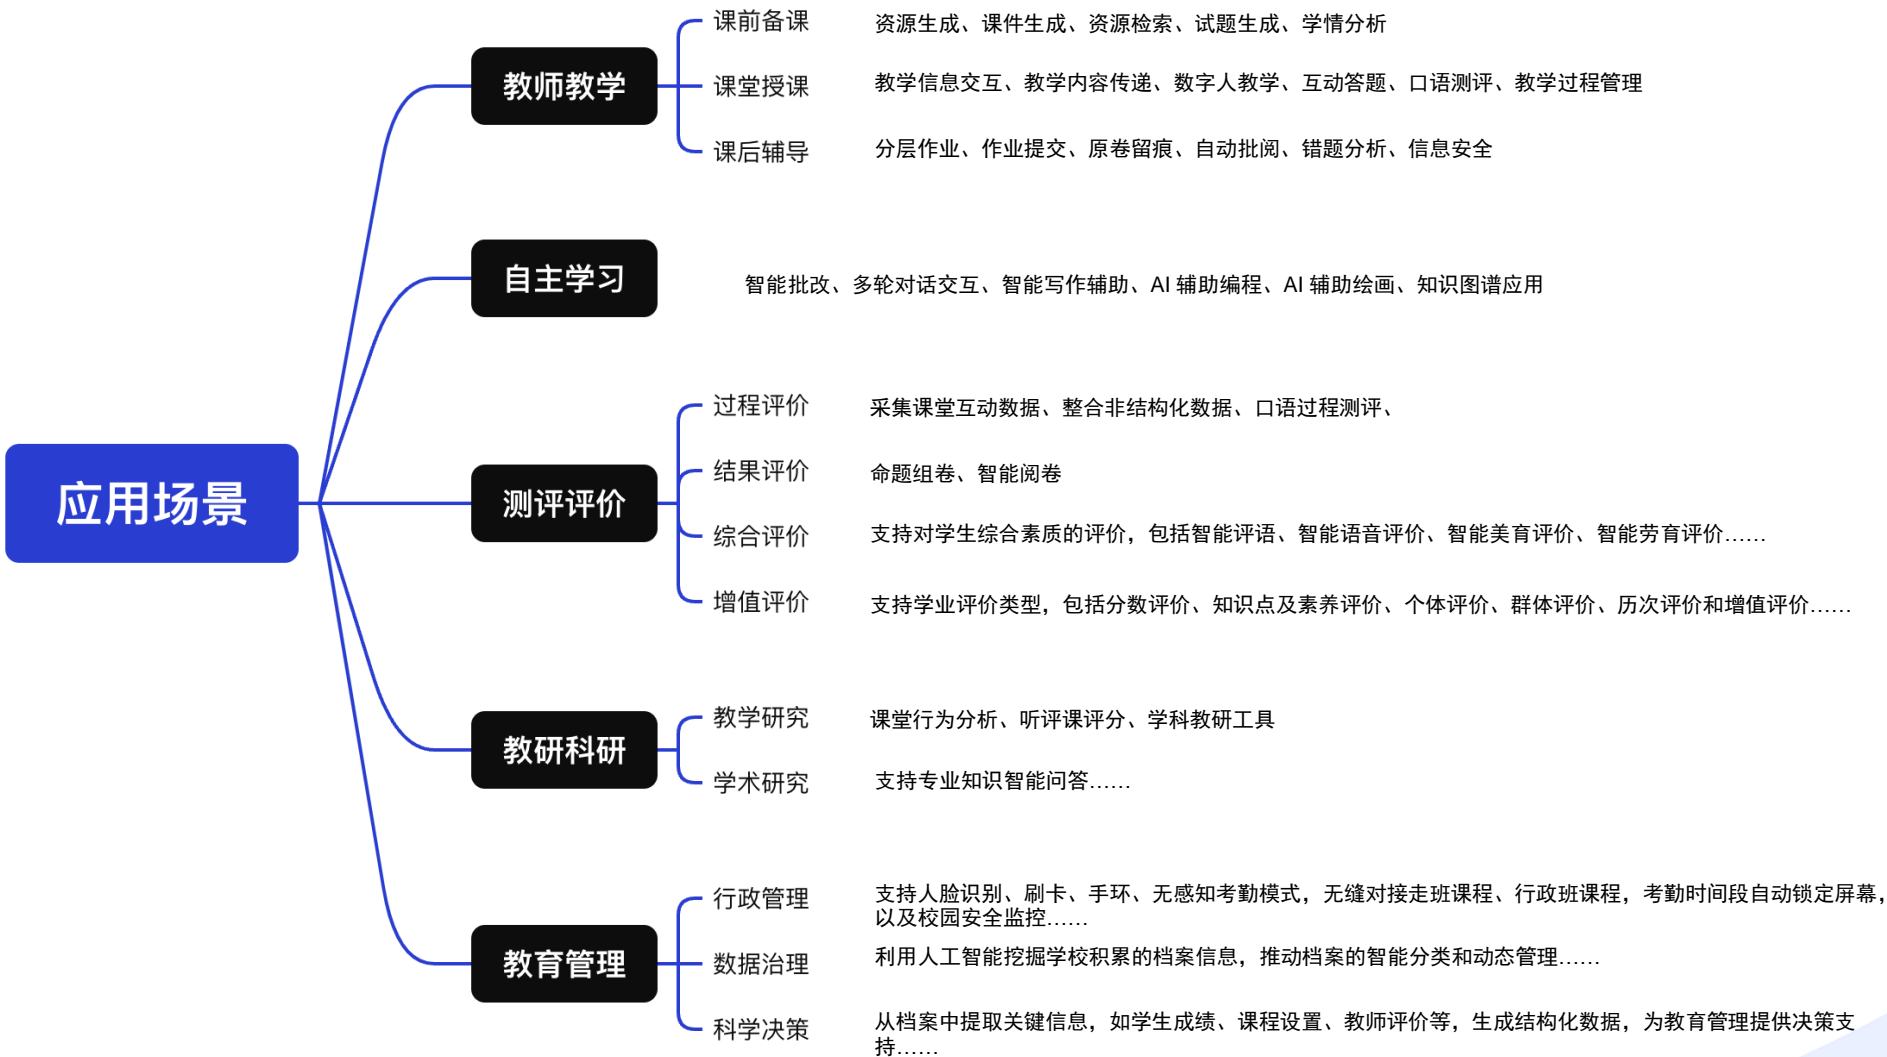 应用场景
教师教学
课前备课
资源生成、课件生成、资源检索、试题生成、学情分析
课堂授课
教学信息交互、教学内容传递、数字人教学、互动答题、口语测评、教学过程管理
课后辅导
分层作业、作业提交、原卷留痕、自动批阅、错题分析、信息安全
自主学习
智能批改、多轮对话交互、智能写作辅助、AI 辅助编程、AI 辅助绘画、知识图谱应用
测评评价
过程评价
采集课堂互动数据、整合非结构化数据、口语过程测评、
结果评价
命题组卷、智能阅卷
综合评价
支持对学生综合素质的评价，包括智能评语、智能语音评价、智能美育评价、智能劳育评价……
增值评价
支持学业评价类型，包括分数评价、知识点及素养评价、个体评价、群体评价、历次评价和增值评价……
教研科研
教学研究
课堂行为分析、听评课评分、学科教研工具
学术研究
支持专业知识智能问答……
教育管理
行政管理
支持人脸识别、刷卡、手环、无感知考勤模式，无缝对接走班课程、行政班课程，考勤时间段自动锁定屏幕，
以及校园安全监控……
数据治理
利用人工智能挖掘学校积累的档案信息，推动档案的智能分类和动态管理……
科学决策
从档案中提取关键信息，如学生成绩、课程设置、教师评价等，生成结构化数据，为教育管理提供决策支
持……